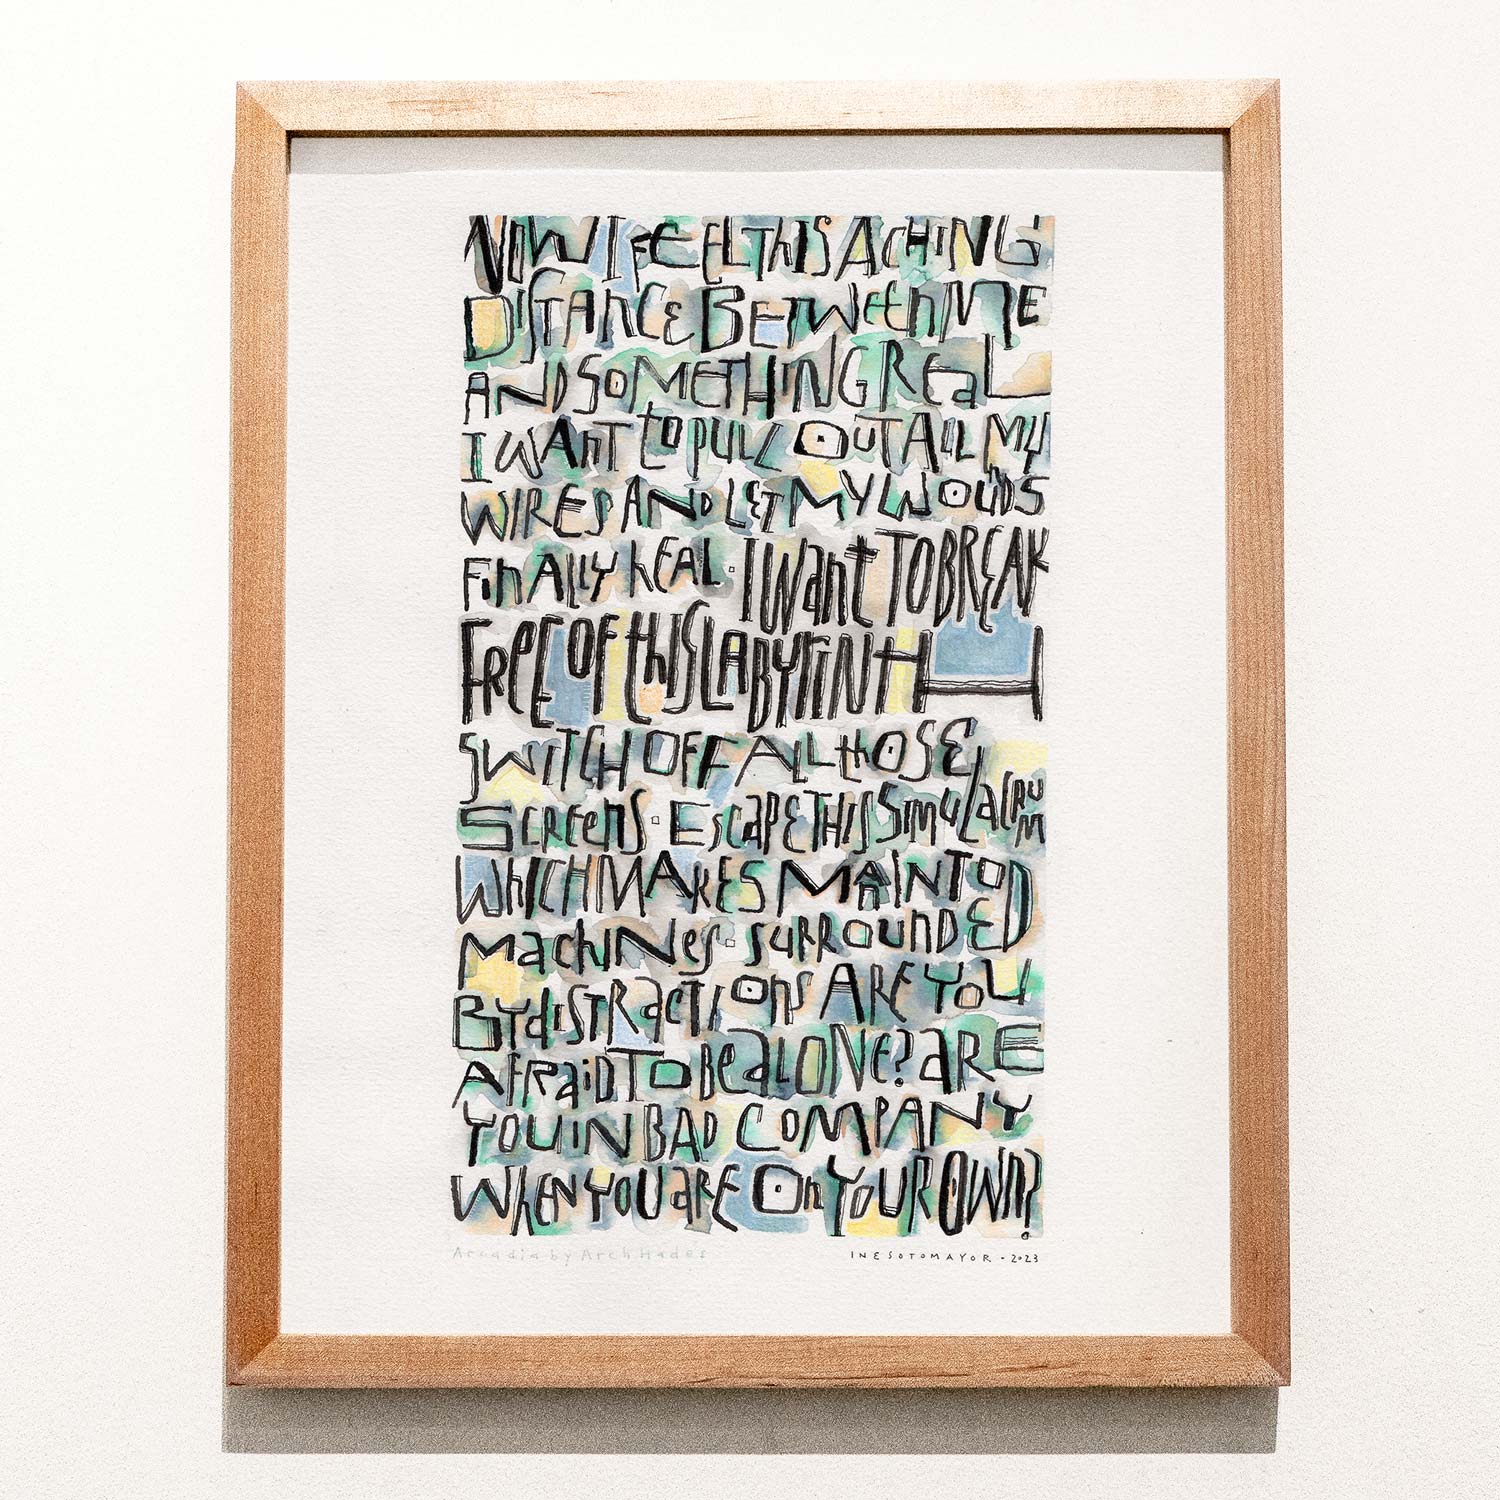 NOW I FEEL THIS ACHING
DISTANCE BETWEEN ME
AND SOMETHING REAL
I WANT TO PULL OUT ALL MY
WIRES AND LET MY WOUNDS
FINALLY HEAL. I WANT TO BREAK
FREE OF THIS LABYRINTH
SWITCH OFF ALL THOSE
SCREENS. ESCAPE THIS SIMULACRUM
WHICH MAKES MAN INTO
MACHINES. SURROUNDED
BY DISTRACTIONS ARE YOU
AFRAID TO BE ALONE? ARE
YOU IN BAD COMPANY
WHEN YOU ARE ON YOUR OWN?
Arcadia by Arch Hades
INESOTOMAYOR - 2023